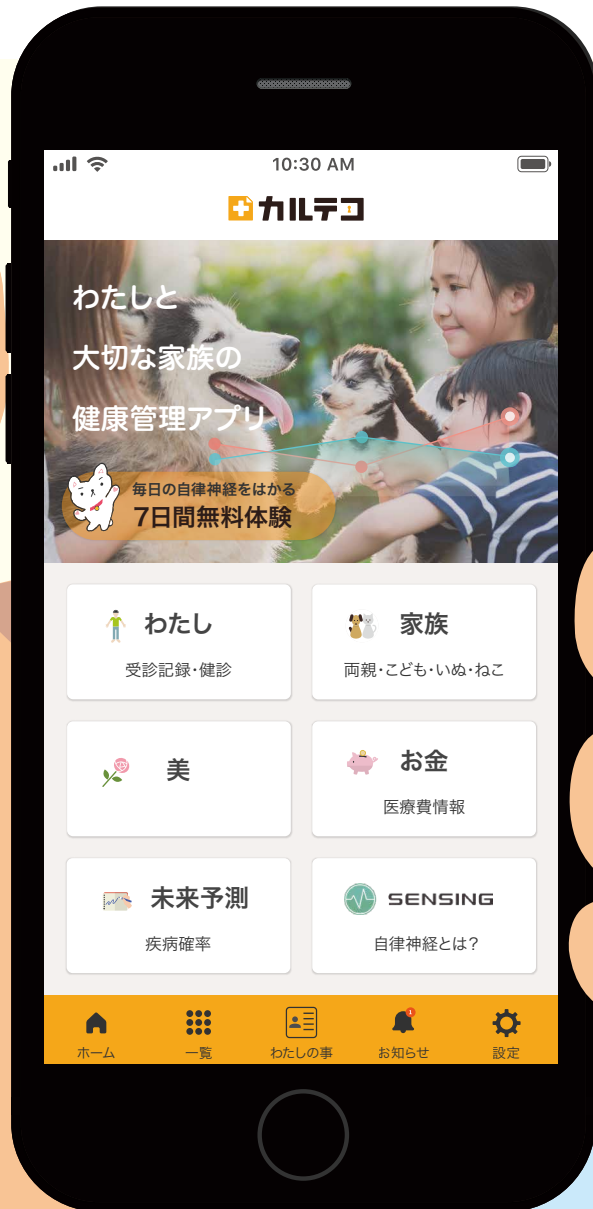 10:30 AM
カルテコ
わたしと
大切な家族の
健康管理アプリ
毎日の自律神経をはかる
7日間無料体験
わたし
受診記録・健診
家族
両親・こども・いぬ・ねこ
美
お金
医療費情報
未来予測
疾病確率
SENSING
自律神経とは?
1
ホーム
一覧
わたしの事
お知らせ
設定